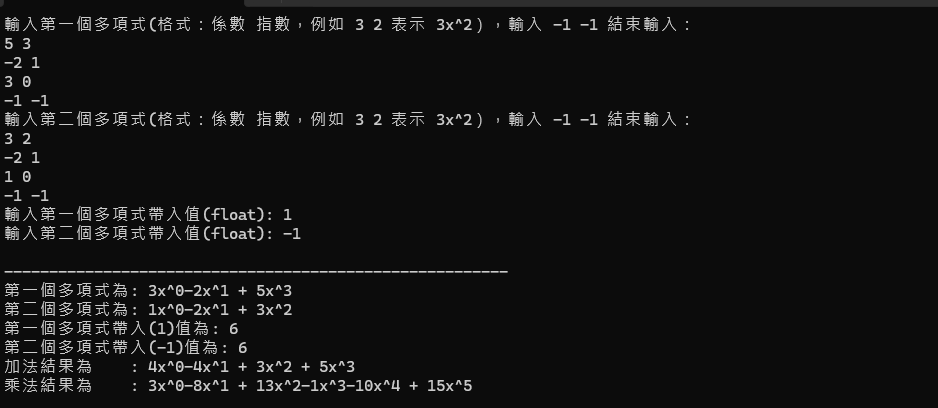 輸入第一個多項式(格式：係數 指數，例如 3 2 表示 3x^2)，輸入 -1 -1 結束輸入：
5 3
-2 1
3 0
-1 -1
輸入第二個多項式(格式：係數 指數，例如 3 2 表示 3x^2)，輸入 -1 -1 結束輸入：
3 2
-2 1
1 0
-1 -1
輸入第一個多項式帶入值(float): 1
輸入第二個多項式帶入值(float): -1
--------------------------------------------------------
第一個多項式為: 3x^0-2x^1 + 5x^3
第二個多項式為: 1x^0-2x^1 + 3x^2
第一個多項式帶入(1)值為: 6
第二個多項式帶入(-1)值為: 6
加法結果為    : 4x^0-4x^1 + 3x^2 + 5x^3
乘法結果為    : 3x^0-8x^1 + 13x^2-1x^3-10x^4 + 15x^5